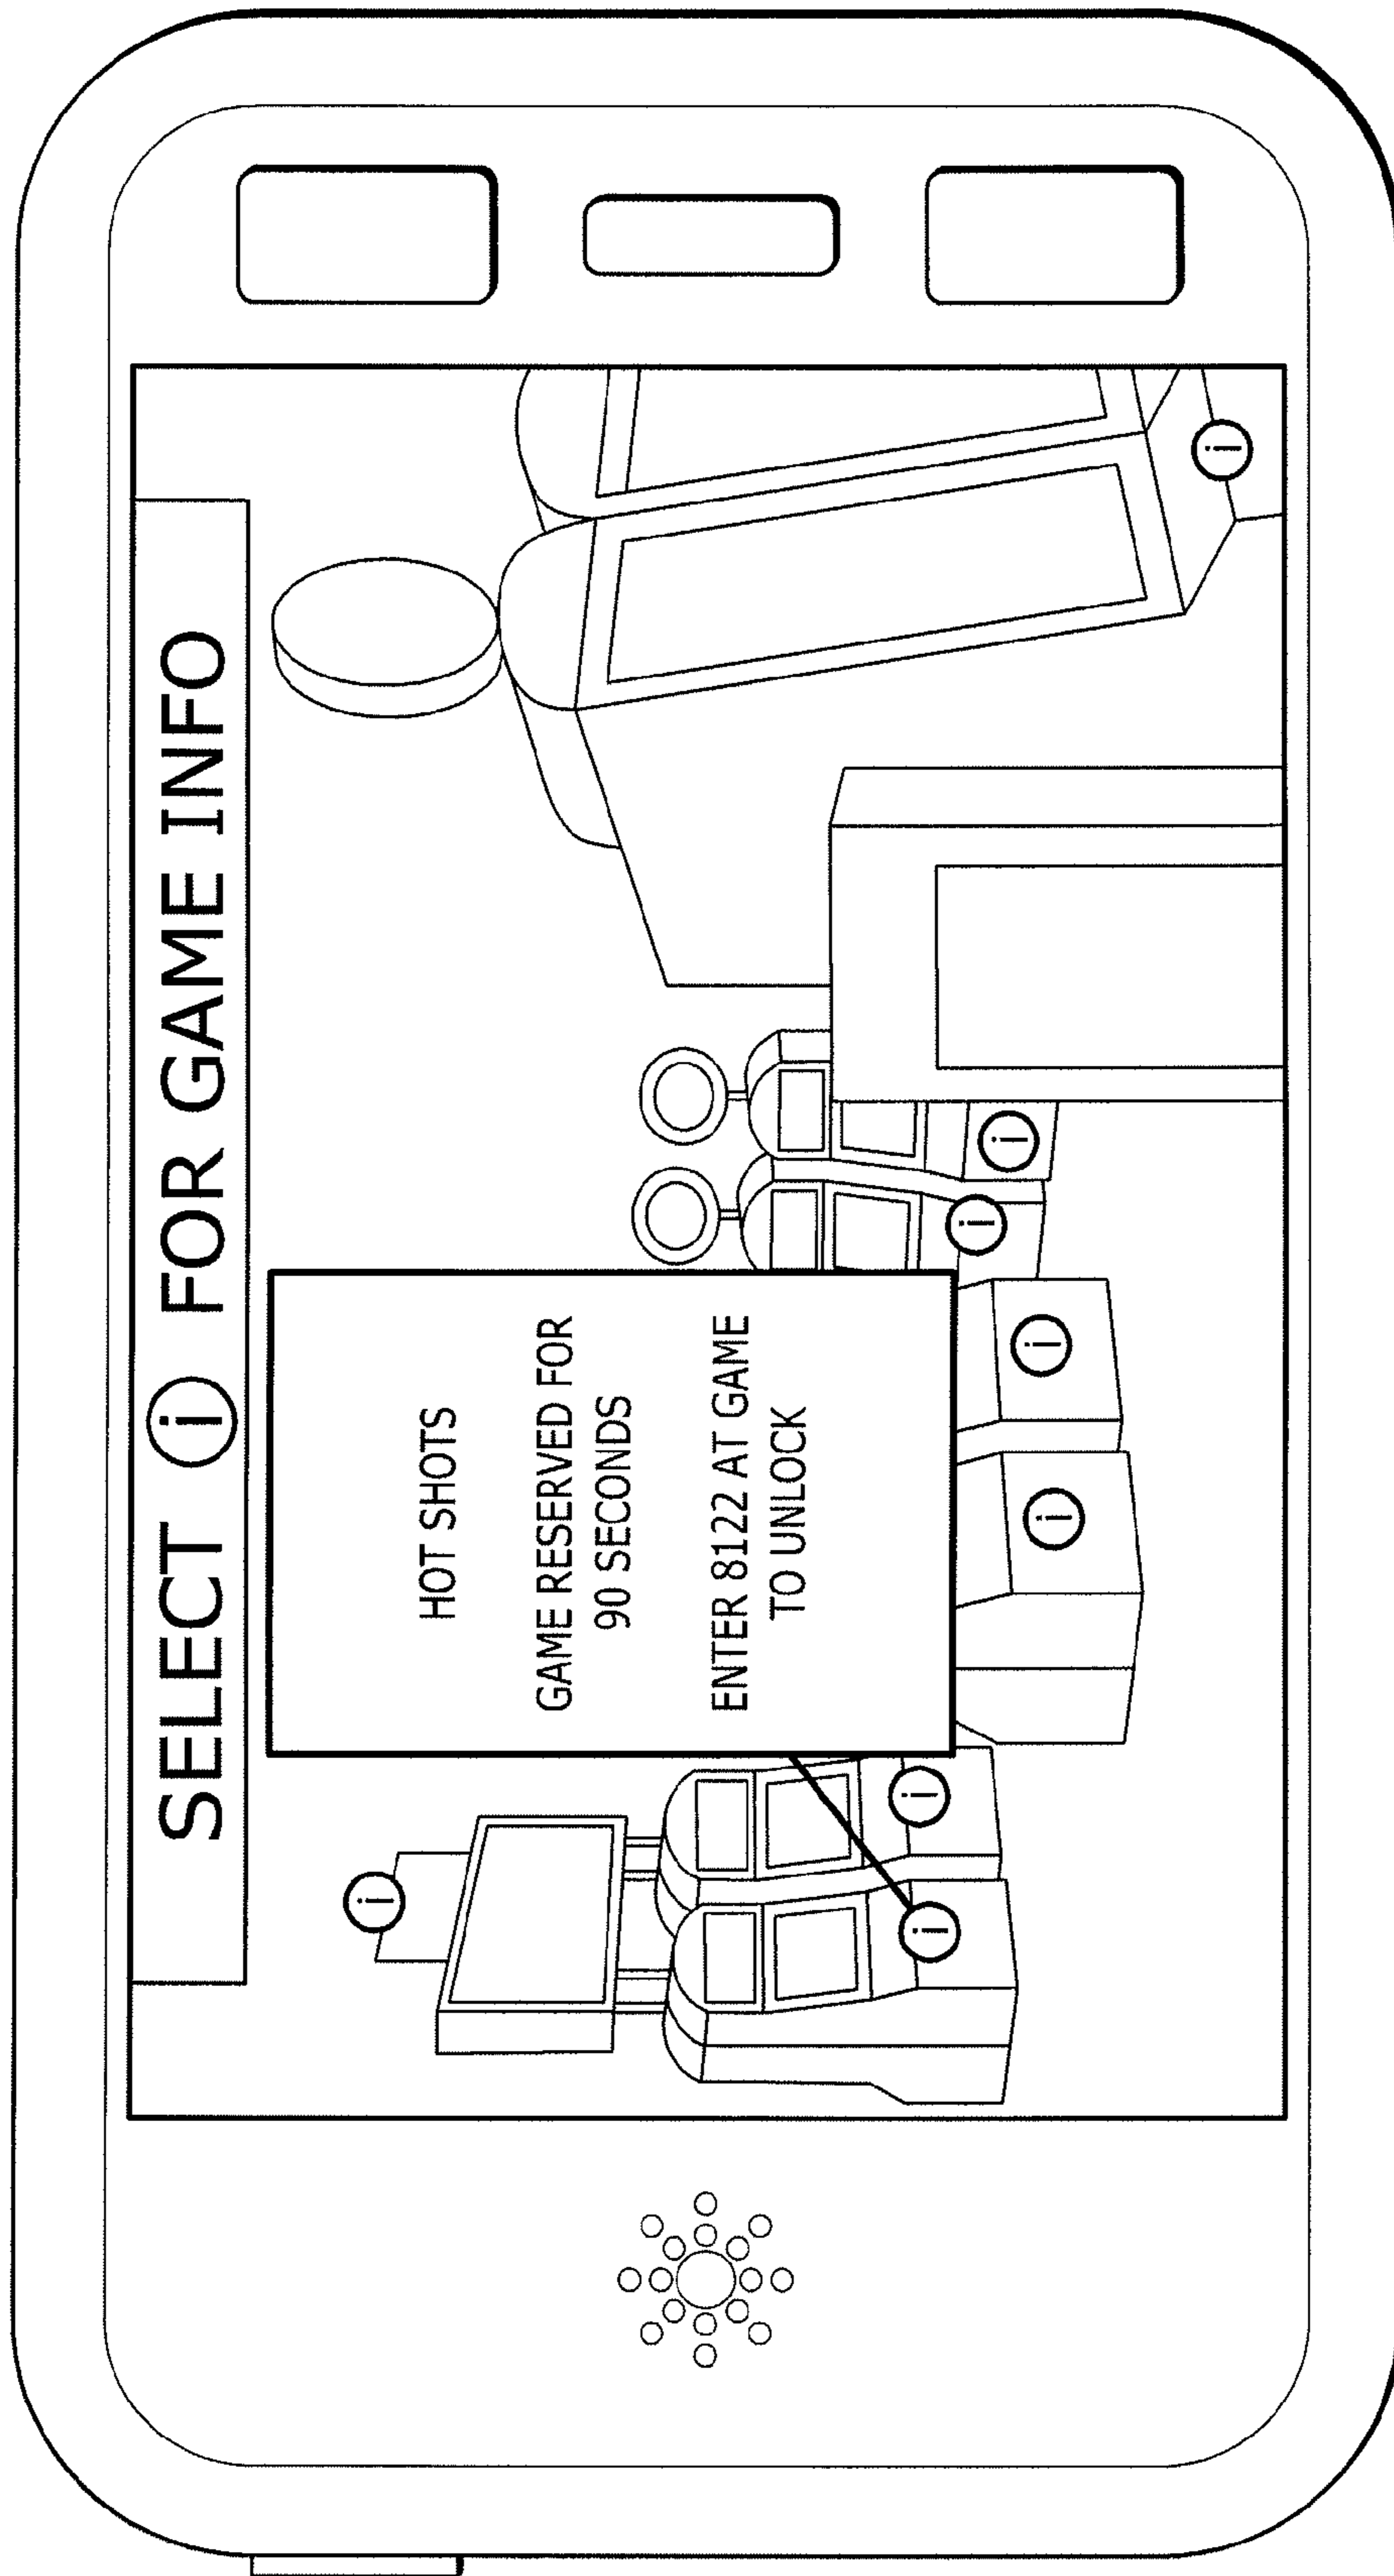 SELECT i FOR GAME INFO
HOT SHOTS
GAME RESERVED FOR
90 SECONDS
ENTER 8122 AT GAME
TO UNLOCK
i
i
i
i
i
i
i
i